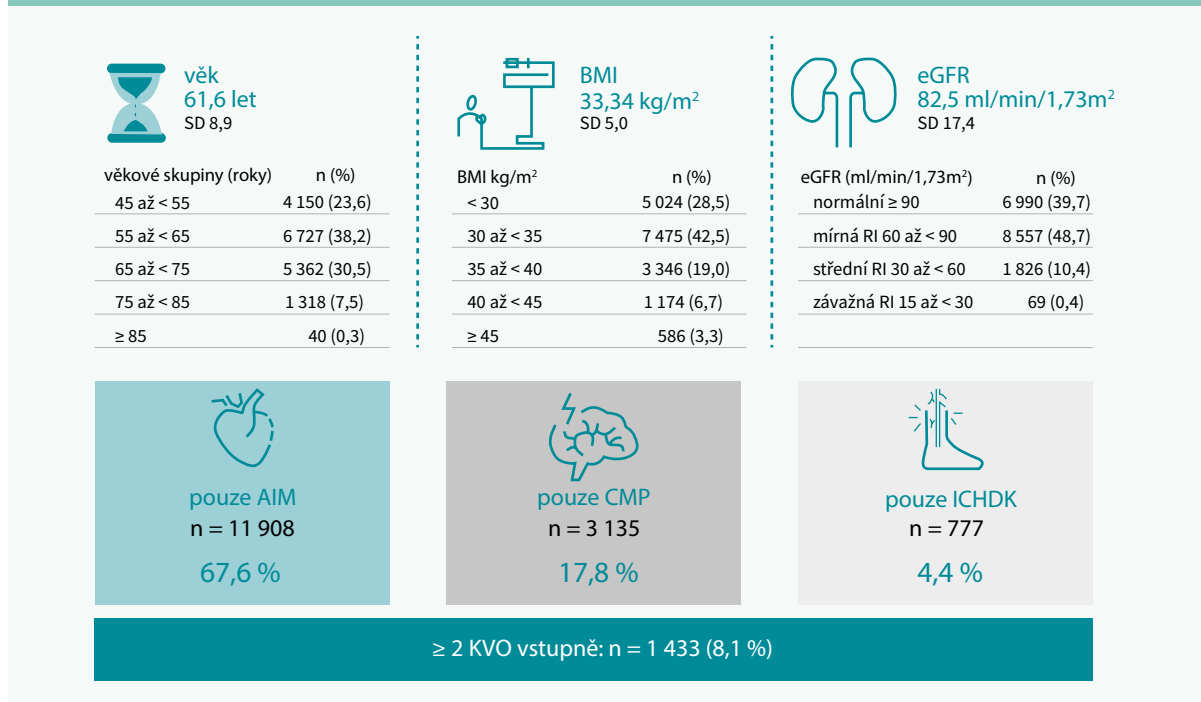 věk
61,6 let
SD 8,9
věkové skupiny (roky) n (%)
45 až < 55 4 150 (23,6)
55 až < 65 6 727 (38,2)
65 až < 75 5 362 (30,5)
75 až < 85 1 318 (7,5)
≥ 85 40 (0,3)
BMI
33,34 kg/m²
SD 5,0
BMI kg/m² n (%)
< 30 5 024 (28,5)
30 až < 35 7 475 (42,5)
35 až < 40 3 346 (19,0)
40 až < 45 1 174 (6,7)
≥ 45 586 (3,3)
eGFR
82,5 ml/min/1,73m²
SD 17,4
eGFR (ml/min/1,73m²) n (%)
normální ≥ 90 6 990 (39,7)
mírná RI 60 až < 90 8 557 (48,7)
střední RI 30 až < 60 1 826 (10,4)
závažná RI 15 až < 30 69 (0,4)
pouze AIM
n = 11 908
67,6 %
pouze CMP
n = 3 135
17,8 %
pouze ICHDK
n = 777
4,4 %
≥ 2 KVO vstupně: n = 1 433 (8,1 %)